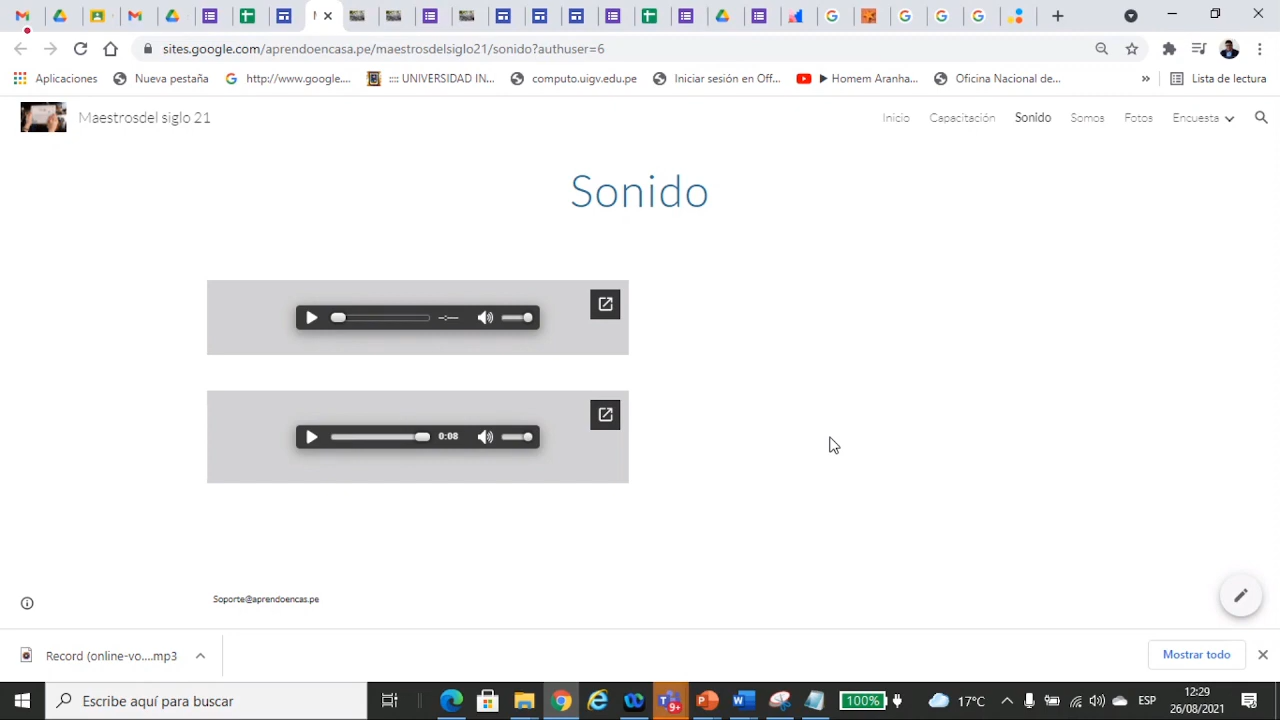 M
sites.google.com/aprendoencasa.pe/maestrosdelsiglo21/sonido?authuser=6
Aplicaciones
Nueva pestaña
http://www.google....
:::: UNIVERSIDAD IN...
computo.uigv.edu.pe
Iniciar sesión en Off...
▶ Homem Aranha...
Oficina Nacional de...
»
Lista de lectura
Maestrosdel siglo 21
Inicio
Capacitación
Sonido
Somos
Fotos
Encuesta
Sonido
--:--
0:08
Soporte@aprendoencas.pe
Record (online-vo....mp3
Mostrar todo
Escribe aquí para buscar
9+
100%
17°C
ESP
12:29
26/08/2021